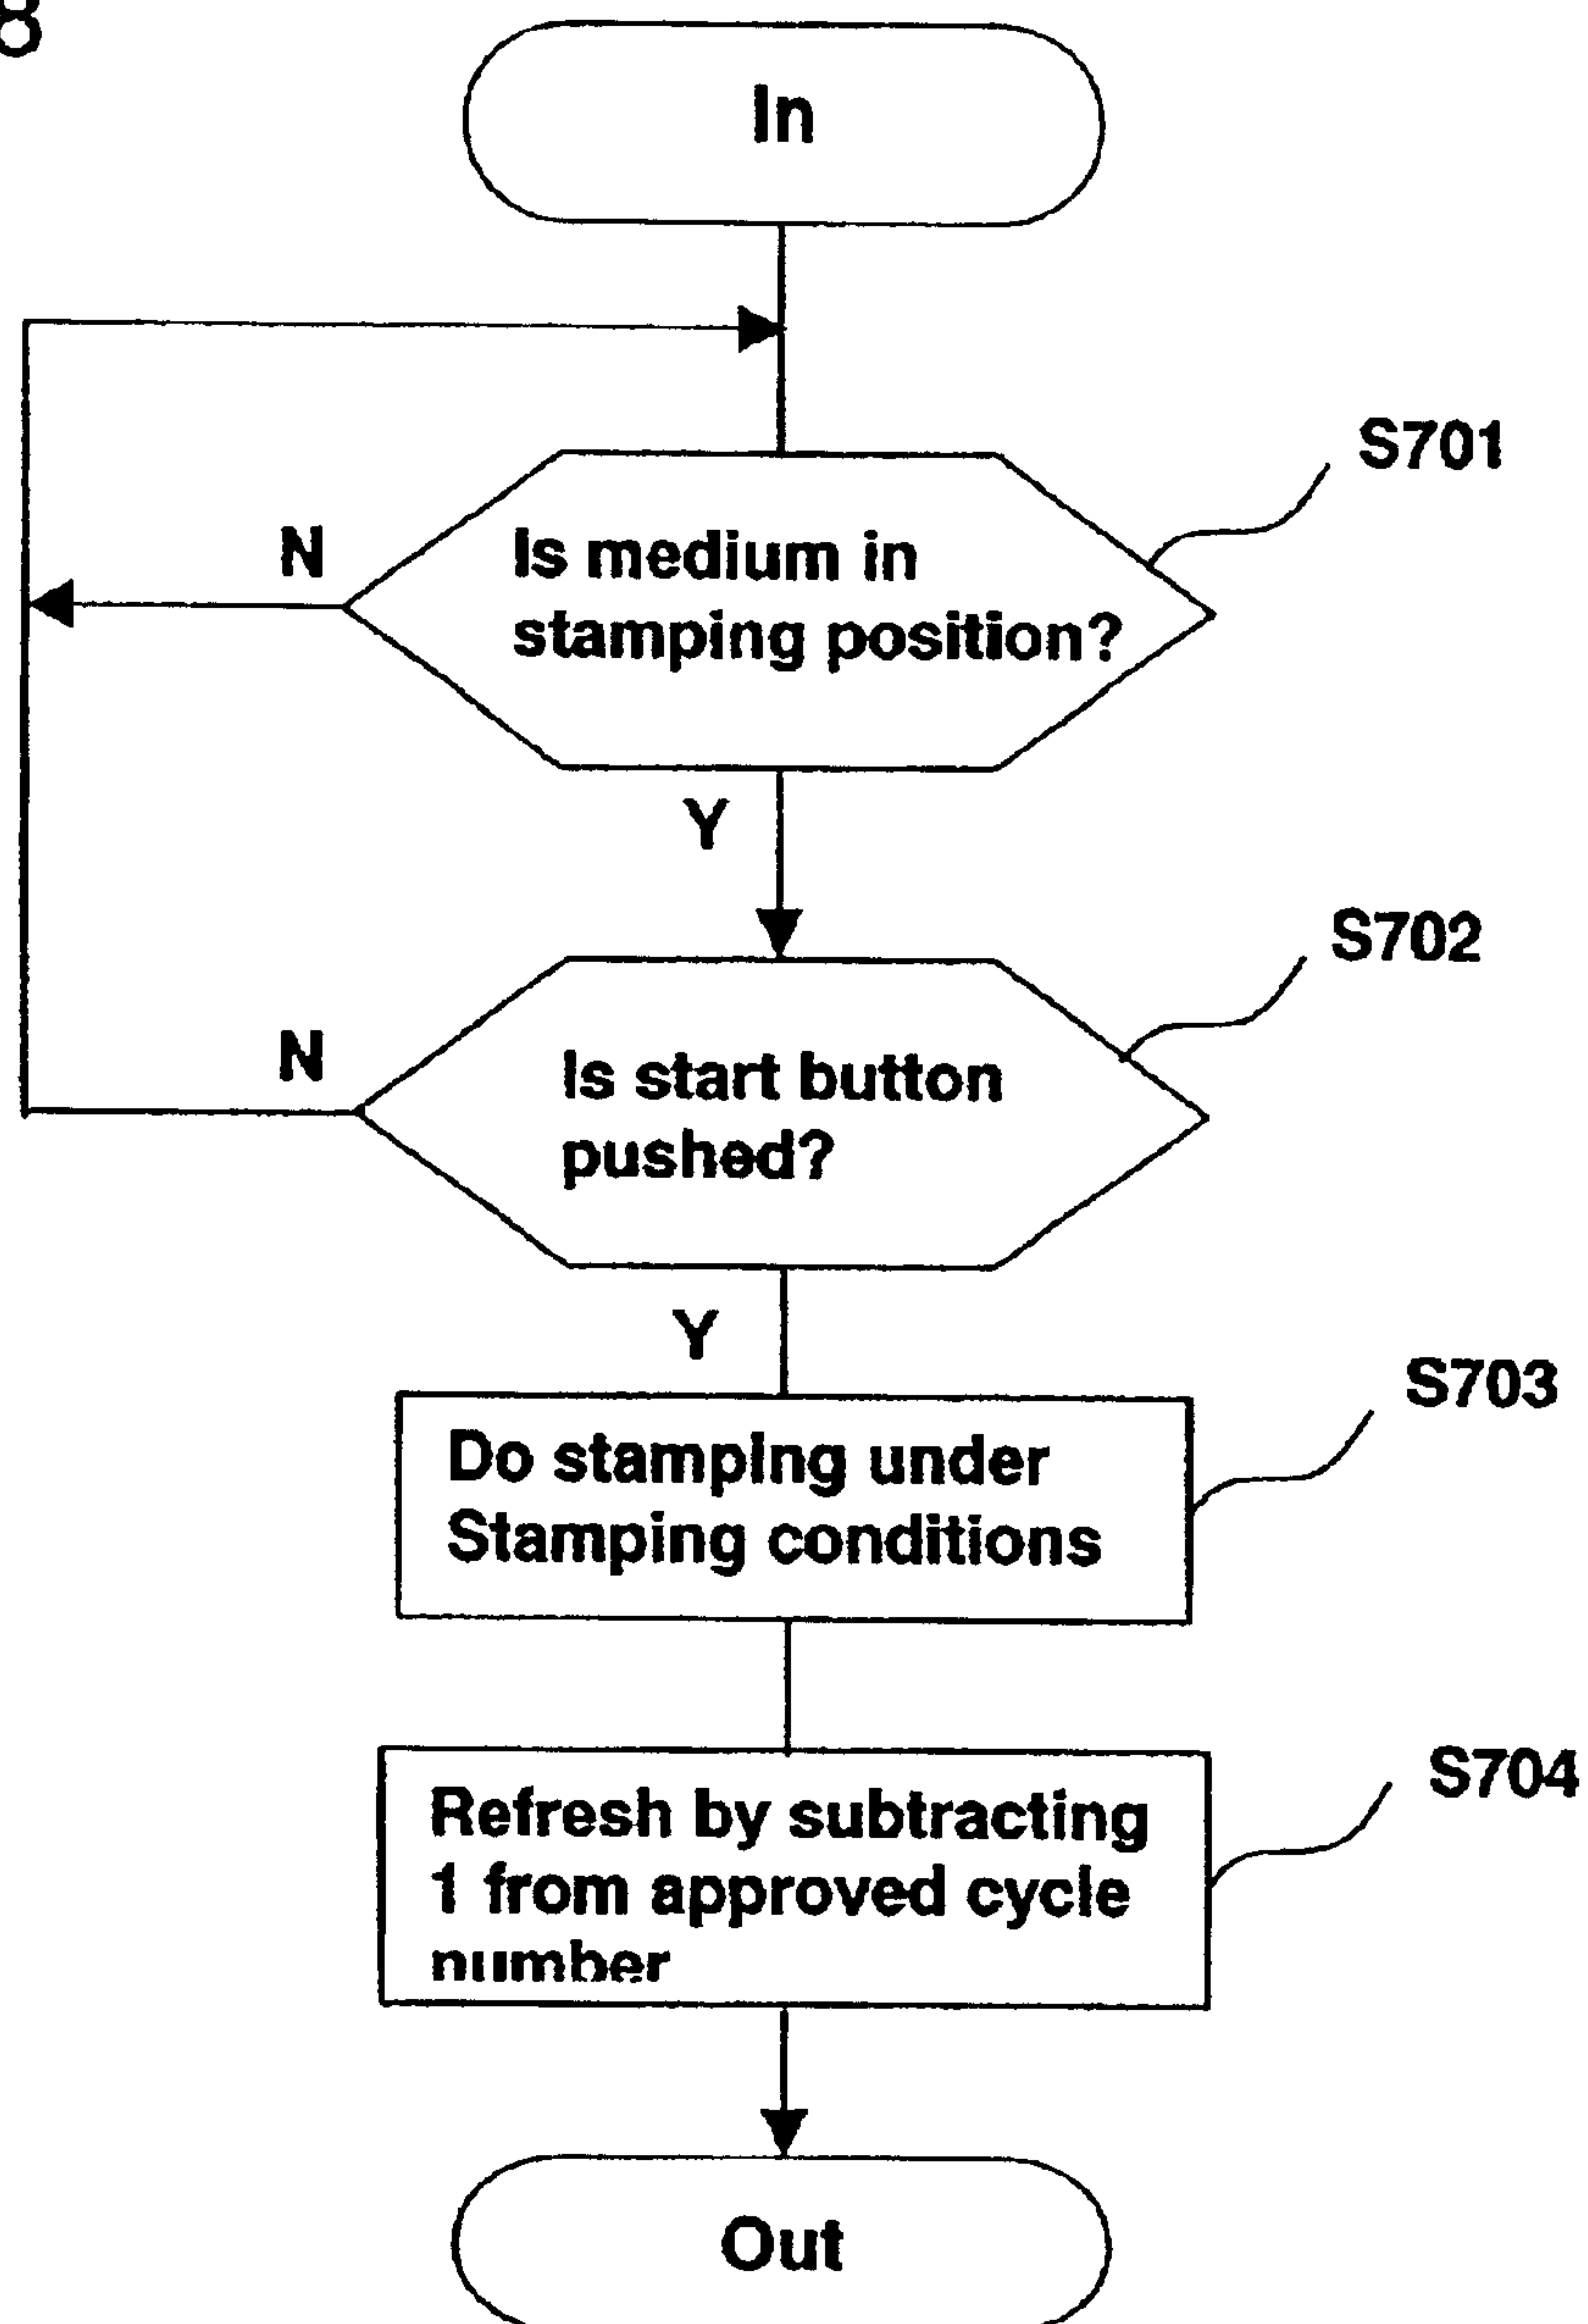 8
In
S701
N
Is medium in
stamping position?
Y
S702
N
Is start button
pushed?
Y
S703
Do stamping under
Stamping conditions
S704
Refresh by subtracting
1 from approved cycle
number
Out